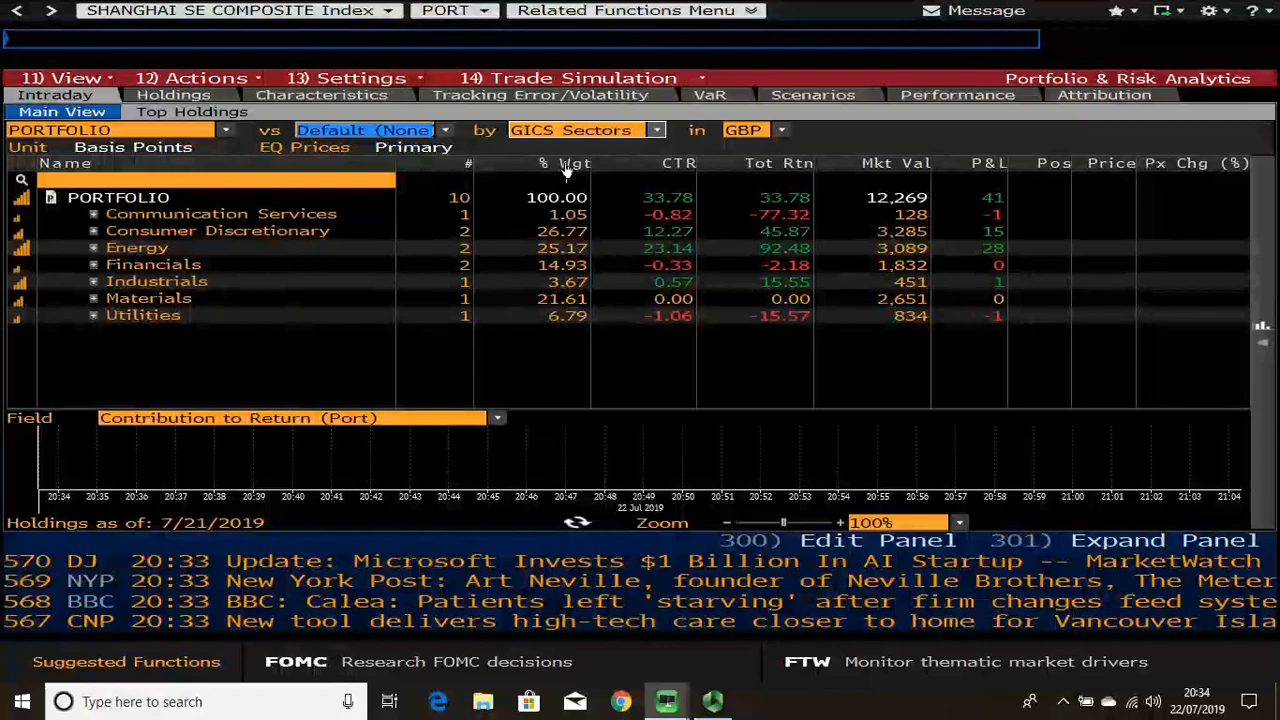 SHANGHAI SE COMPOSITE Index PORT Related Functions Menu Message
11) View 12) Actions 13) Settings 14) Trade Simulation Portfolio & Risk Analytics
Intraday Holdings Characteristics Tracking Error/Volatility VaR Scenarios Performance Attribution
Main View Top Holdings
PORTFOLIO vs Default (None by GICS Sectors in GBP
Unit Basis Points EQ Prices Primary
Name # % Wgt CTR Tot Rtn Mkt Val P&L Pos Price Px Chg (%)
PORTFOLIO 10 100.00 33.78 33.78 12,269 41
Communication Services 1 1.05 -0.82 -77.32 128 -1
Consumer Discretionary 2 26.77 12.27 45.87 3,285 15
Energy 2 25.17 23.14 92.48 3,089 28
Financials 2 14.93 -0.33 -2.18 1,832 0
Industrials 1 3.67 0.57 15.55 451 1
Materials 1 21.61 0.00 0.00 2,651 0
Utilities 1 6.79 -1.06 -15.57 834 -1
Field Contribution to Return (Port)
20:34 20:35 20:36 20:37 20:38 20:39 20:40 20:41 20:42 20:43 20:44 20:45 20:46 20:47 20:48 20:49 20:50 20:51 20:52 20:53 20:54 20:55 20:56 20:57 20:58 20:59 21:00 21:01 21:02 21:03 21:04
22 Jul 2019
Holdings as of: 7/21/2019 Zoom - + 100%
300) Edit Panel 301) Expand Panel
570 DJ 20:33 Update: Microsoft Invests $1 Billion In AI Startup -- MarketWatch
569 NYP 20:33 New York Post: Art Neville, founder of Neville Brothers, The Meter
568 BBC 20:33 BBC: Calea: Patients left 'starving' after firm changes feed syste
567 CNP 20:33 New tool delivers high-tech care closer to home for Vancouver Isla
Suggested Functions FOMC Research FOMC decisions FTW Monitor thematic market drivers
Type here to search
20:34
22/07/2019